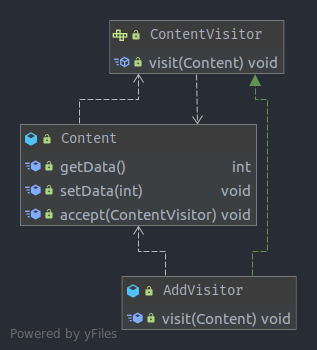 ContentVisitor
visit(Content) void
Content
getData() int
setData(int) void
accept(ContentVisitor) void
AddVisitor
visit(Content) void
Powered by yFiles